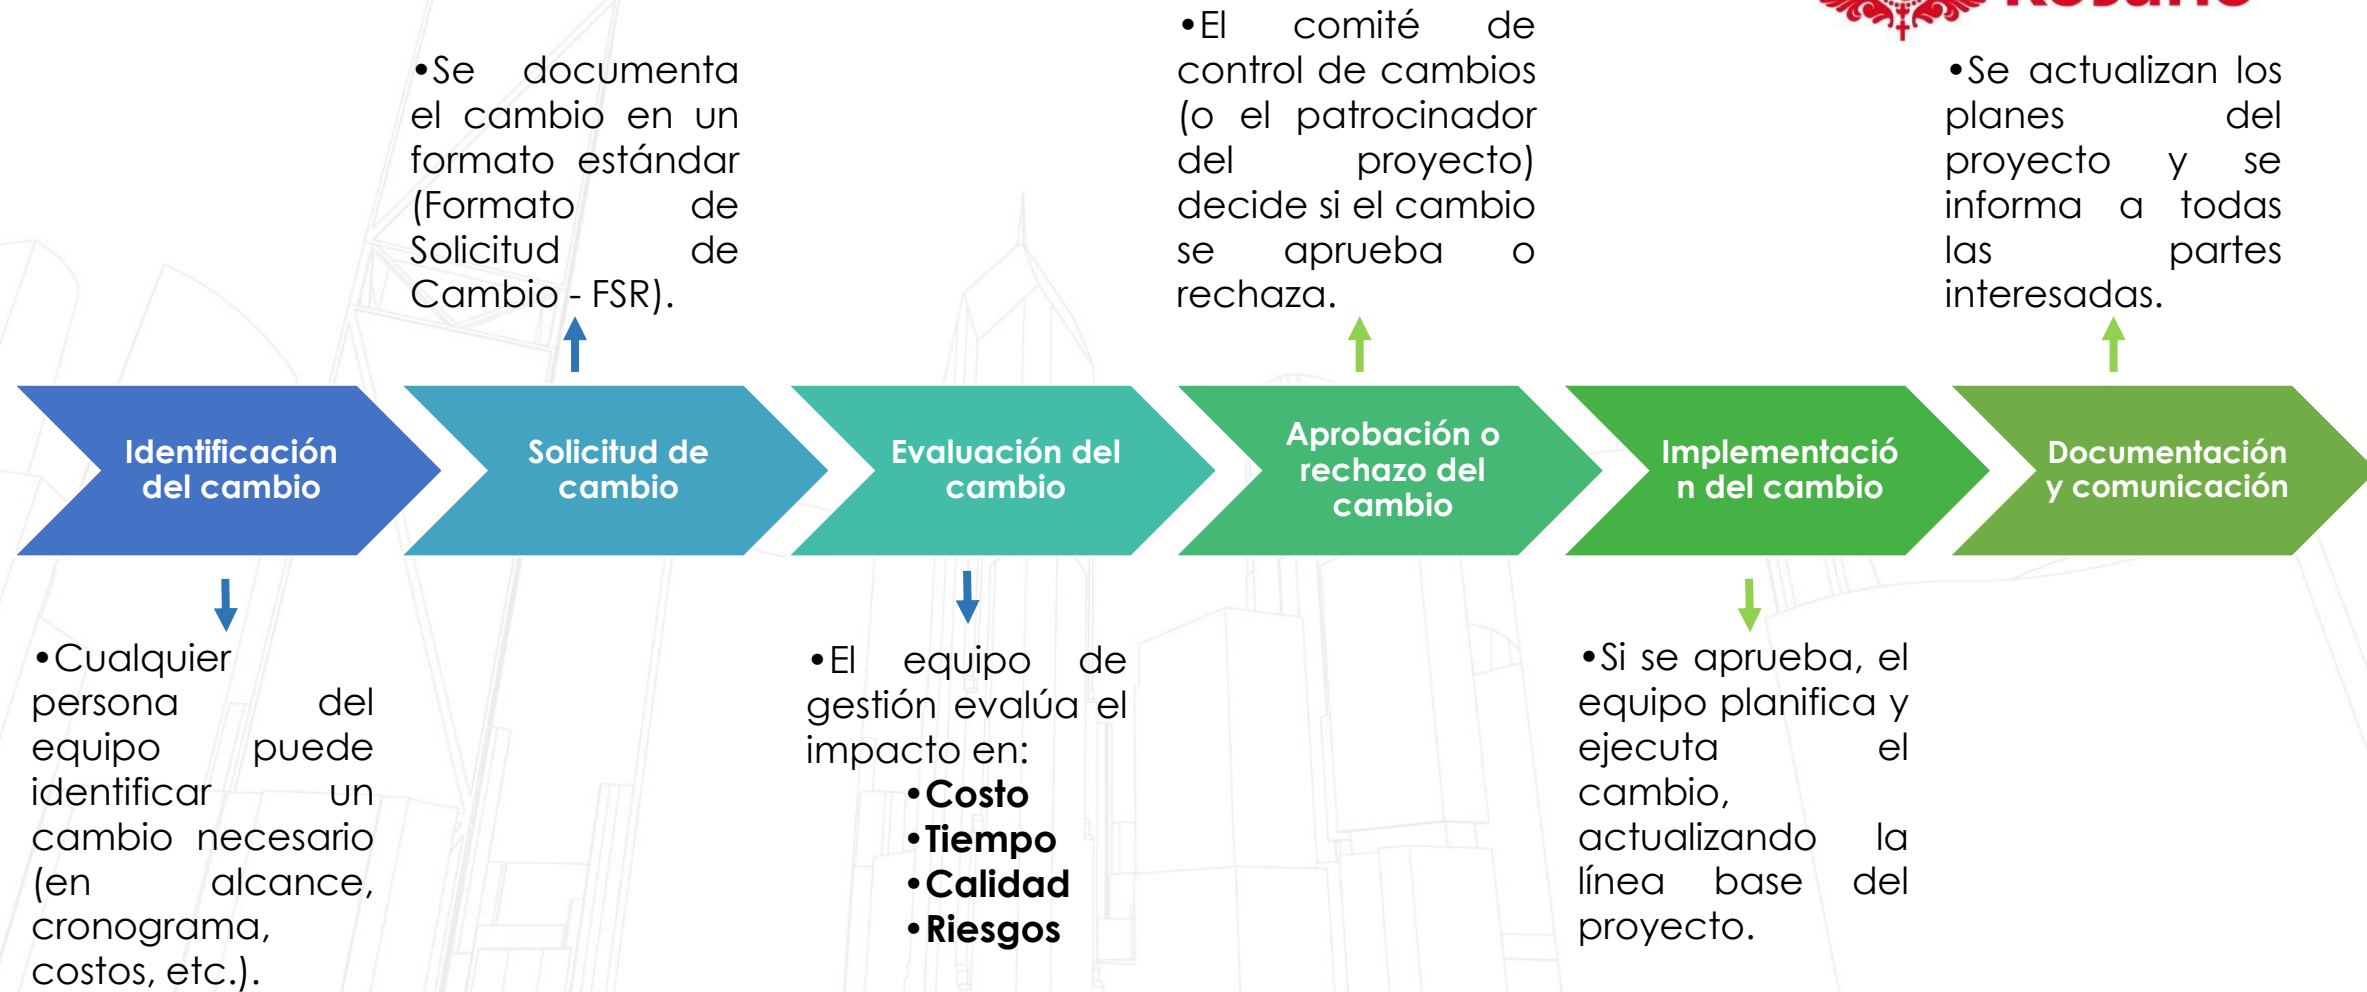 •Se documenta
el cambio en un
formato estándar
(Formato de
Solicitud de
Cambio - FSR).
•El comité de
control de cambios
(o el patrocinador
del proyecto)
decide si el cambio
se aprueba o
rechaza.
•Se actualizan los
planes del
proyecto y se
informa a todas
las partes
interesadas.
Identificación
del cambio
Solicitud de
cambio
Evaluación del
cambio
Aprobación o
rechazo del
cambio
Implementació
n del cambio
Documentación
y comunicación
•Cualquier
persona del
equipo puede
identificar un
cambio necesario
(en alcance,
cronograma,
costos, etc.).
•El equipo de
gestión evalúa el
impacto en:
•Costo
•Tiempo
•Calidad
•Riesgos
•Si se aprueba, el
equipo planifica y
ejecuta el
cambio,
actualizando la
línea base del
proyecto.